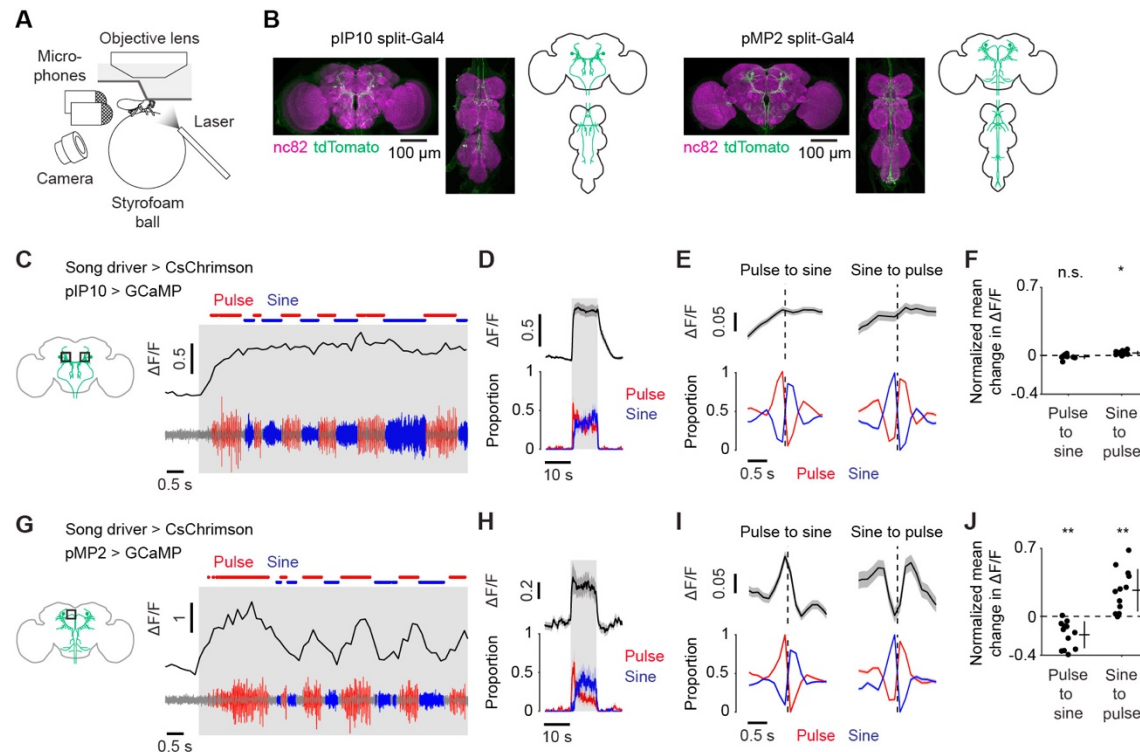 A
Objective lens
Micro-
phones
Laser
Camera
Styrofoam
ball
B
pIP10 split-Gal4
nc82 tdTomato
100 µm
pMP2 split-Gal4
nc82 tdTomato
100 µm
C
Song driver > CsChrimson
pIP10 > GCaMP
Pulse Sine
ΔF/F
0.5
0.5 s
D
ΔF/F
0.5
Proportion
1
0.5
0
Pulse
Sine
10 s
E
Pulse to sine
Sine to pulse
ΔF/F
0.05
Proportion
1
0.5
0
0.5 s
Pulse Sine
F
n.s.
*
Normalized mean
change in ΔF/F
0.7
0
-0.4
Pulse
to
sine
Sine
to
pulse
G
Song driver > CsChrimson
pMP2 > GCaMP
Pulse Sine
ΔF/F
1
0.5 s
H
ΔF/F
0.2
Proportion
1
0.5
0
Pulse
Sine
10 s
I
Pulse to sine
Sine to pulse
ΔF/F
0.05
Proportion
1
0.5
0
0.5 s
Pulse Sine
J
**
**
Normalized mean
change in ΔF/F
0.7
0
-0.4
Pulse
to
sine
Sine
to
pulse